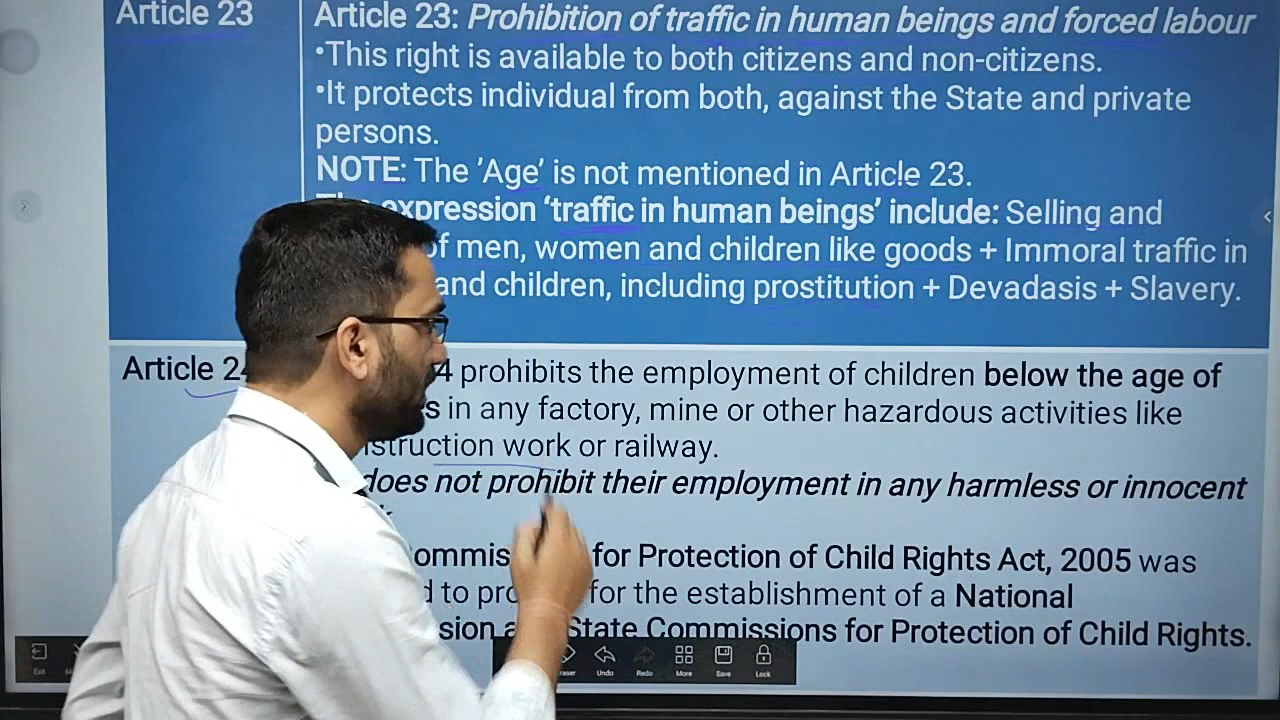 Article 23
Article 23: Prohibition of traffic in human beings and forced labour
•This right is available to both citizens and non-citizens.
•It protects individual from both, against the State and private
persons.
NOTE: The ’Age’ is not mentioned in Article 23.
expression ‘traffic in human beings’ include: Selling and
of men, women and children like goods + Immoral traffic in
and children, including prostitution + Devadasis + Slavery.
Article 24
prohibits the employment of children below the age of
in any factory, mine or other hazardous activities like
construction work or railway.
does not prohibit their employment in any harmless or innocent
for Protection of Child Rights Act, 2005 was
to for the establishment of a National
State Commissions for Protection of Child Rights.
Exit
Undo
Redo
More
Save
Lock